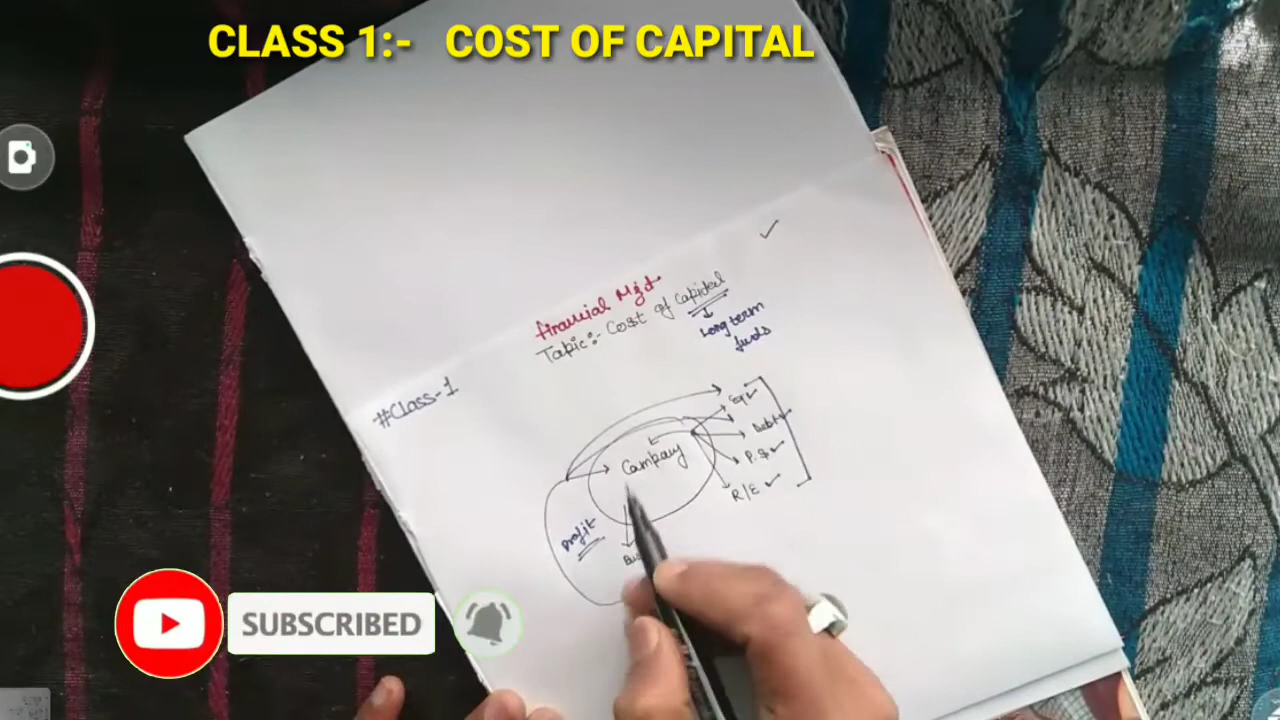 CLASS 1:- COST OF CAPITAL
Financial Mgt
Topic:- Cost of Capital
Long term
funds
#Class-1
Eq
Debt
Company
P.S
R/E
Profit
SUBSCRIBED